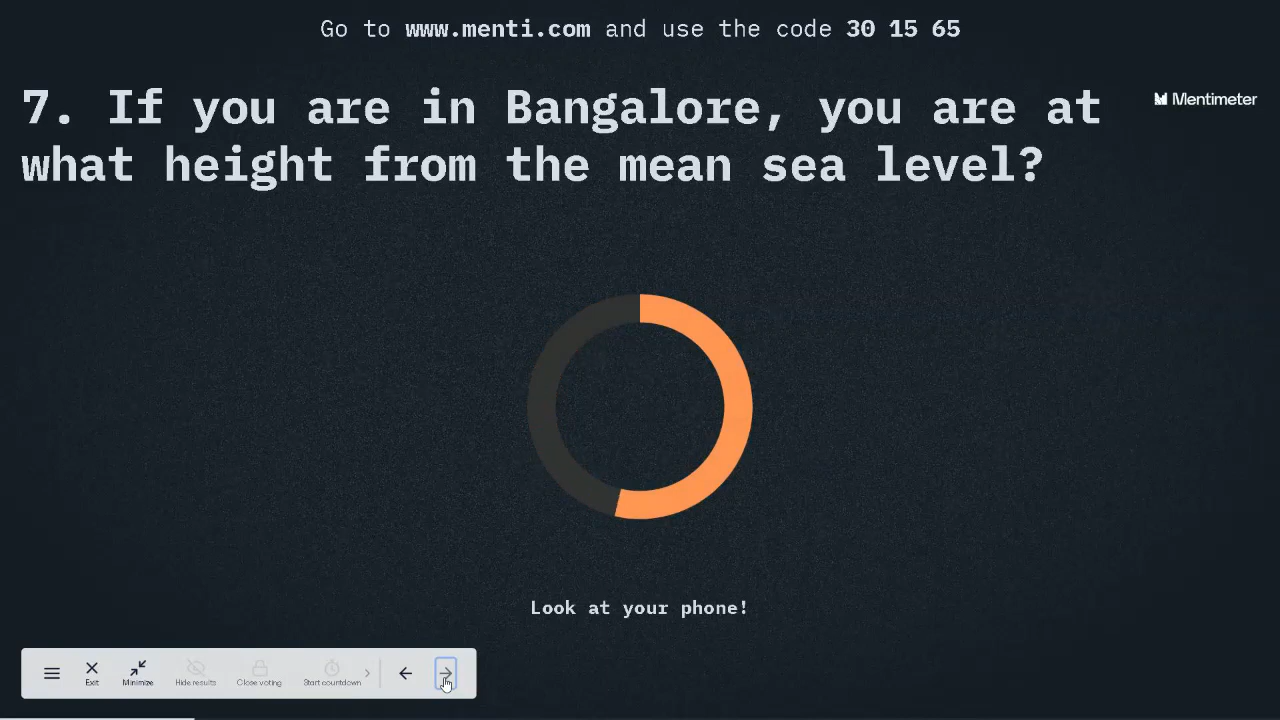 Go to www.menti.com and use the code 30 15 65
7. If you are in Bangalore, you are at
what height from the mean sea level?
Mentimeter
Look at your phone!
Exit
Minimize
Hide results
Close voting
Start countdown